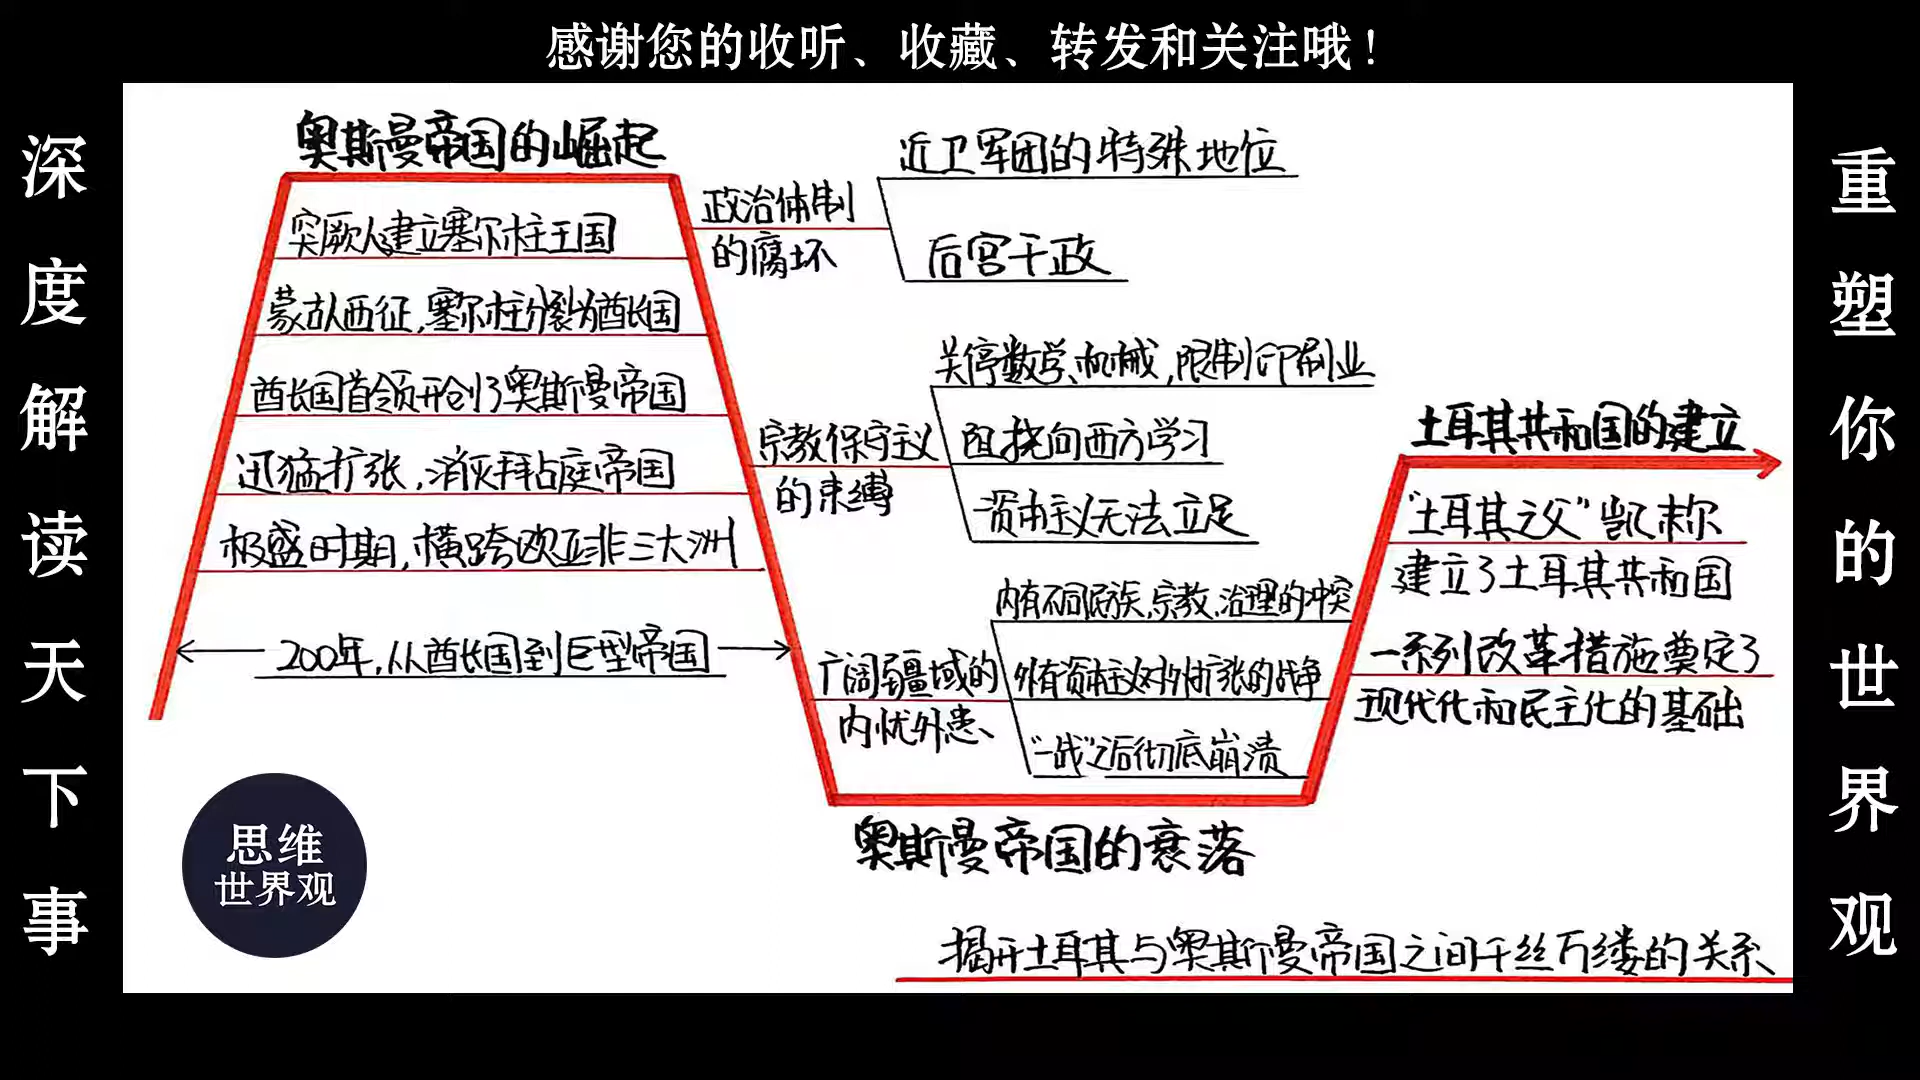 感谢您的收听、收藏、转发和关注哦!
深度解读天下事
重塑你的世界观
奥斯曼帝国的崛起
突厥人建立塞尔柱王国
蒙古人西征,塞尔柱分裂为酋长国
酋长国首领开创了奥斯曼帝国
迅猛扩张,消灭拜占庭帝国
极盛时期,横跨欧亚非三大洲
200年,从酋长国到巨型帝国
政治体制
的腐坏
近卫军团的特殊地位
后宫干政
宗教保守主义
的束缚
关停数学、机械,限制印刷业
阻挠向西方学习
资本主义无法立足
广阔疆域的
内忧外患、
内有不同民族、宗教、治理的冲突
外有资本主义对外扩张的战争
“一战”之后彻底崩溃
奥斯曼帝国的衰落
土耳其共和国的建立
“土耳其之父”凯末尔
建立了土耳其共和国
一系列改革措施奠定了
现代化和民主化的基础
思维
世界观
揭开土耳其与奥斯曼帝国之间千丝万缕的关系